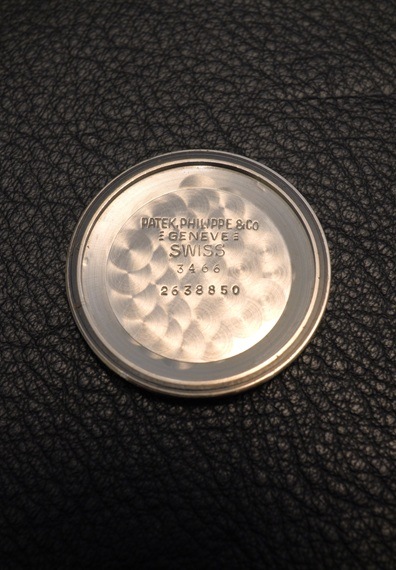 PATEK, PHILIPPE & Co
GENEVE
SWISS
3466
2638850